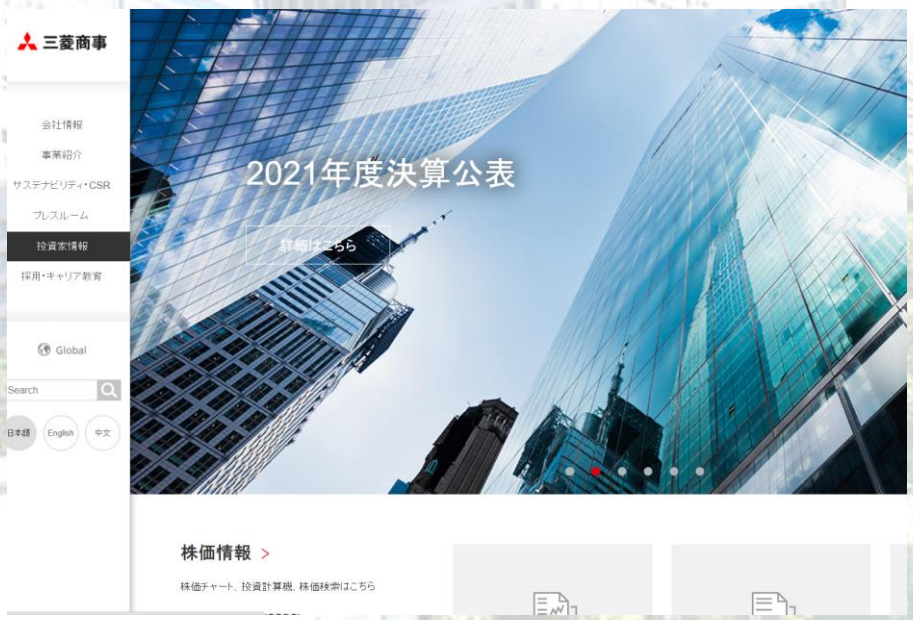 三菱商事
会社情報
事業紹介
サステナビリティ・CSR
プレスルーム
投資家情報
採用・キャリア教育
Global
Search
日本語 English 中文
2021年度決算公表
詳細はこちら
株価情報 >
株価チャート、投資計算機、株価検索はこちら